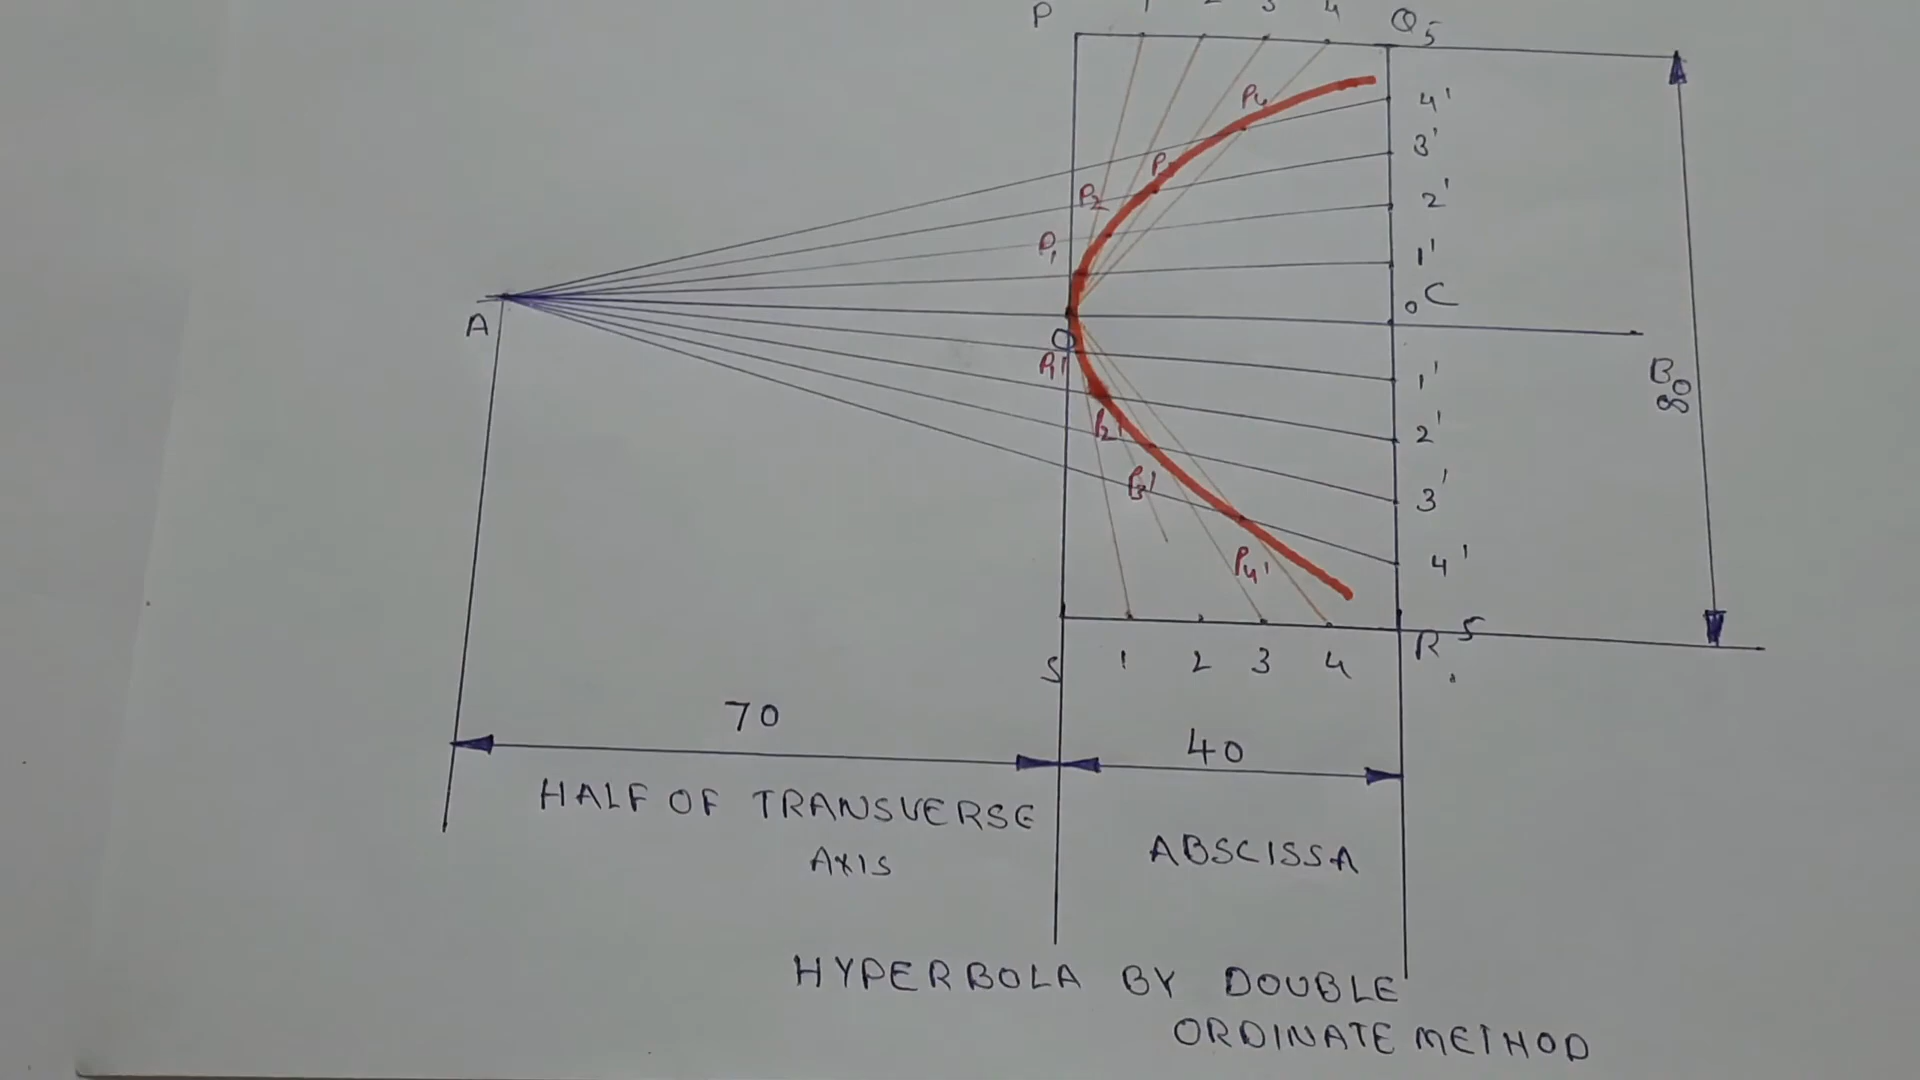 P 1 2 3 4 Q 5
P4 4'
P 3'
P2 2'
P1 1'
A O C
P1' 1'
80
P2' 2'
P3' 3'
P4' 4'
S 1 2 3 4 R 5
70 40
HALF OF TRANSVERSE
AXIS
ABSCISSA
HYPERBOLA BY DOUBLE
ORDINATE METHOD